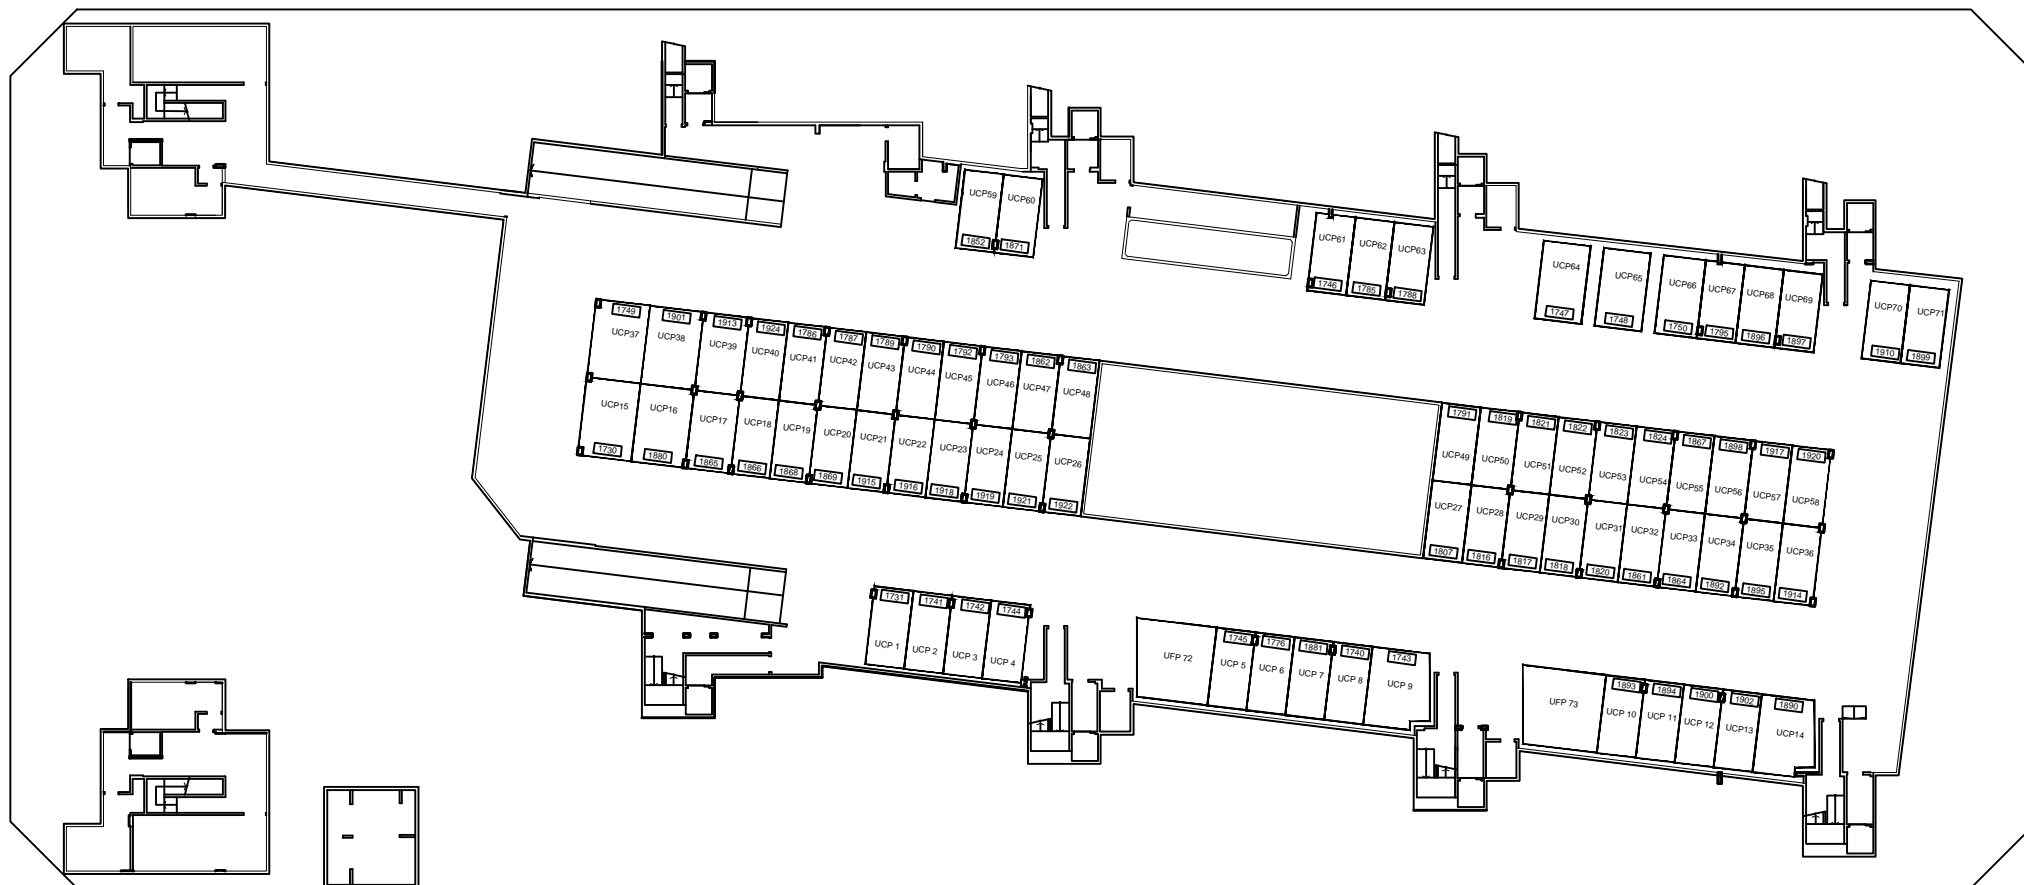 UCP59 UCP60
1852 1871
UCP61 UCP62 UCP63
1746 1785 1788
UCP64 UCP65 UCP66 UCP67 UCP68 UCP69
1747 1748 1750 1795 1896 1897
UCP70 UCP71
1910 1899
1749 1901 1913 1924 1786 1787 1789 1790 1792 1793 1862 1863
UCP37 UCP38 UCP39 UCP40 UCP41 UCP42 UCP43 UCP44 UCP45 UCP46 UCP47 UCP48
UCP15 UCP16 UCP17 UCP18 UCP19 UCP20 UCP21 UCP22 UCP23 UCP24 UCP25 UCP26
1730 1880 1865 1866 1868 1869 1915 1916 1918 1919 1921 1922
1791 1819 1821 1822 1823 1824 1867 1898 1917 1920
UCP49 UCP50 UCP51 UCP52 UCP53 UCP54 UCP55 UCP56 UCP57 UCP58
UCP27 UCP28 UCP29 UCP30 UCP31 UCP32 UCP33 UCP34 UCP35 UCP36
1807 1816 1817 1818 1820 1861 1864 1892 1895 1914
1731 1741 1742 1744
UCP 1 UCP 2 UCP 3 UCP 4
1745 1776 1881 1740 1743
UFP 72 UCP 5 UCP 6 UCP 7 UCP 8 UCP 9
1893 1894 1900 1902 1890
UFP 73 UCP 10 UCP 11 UCP 12 UCP13 UCP14